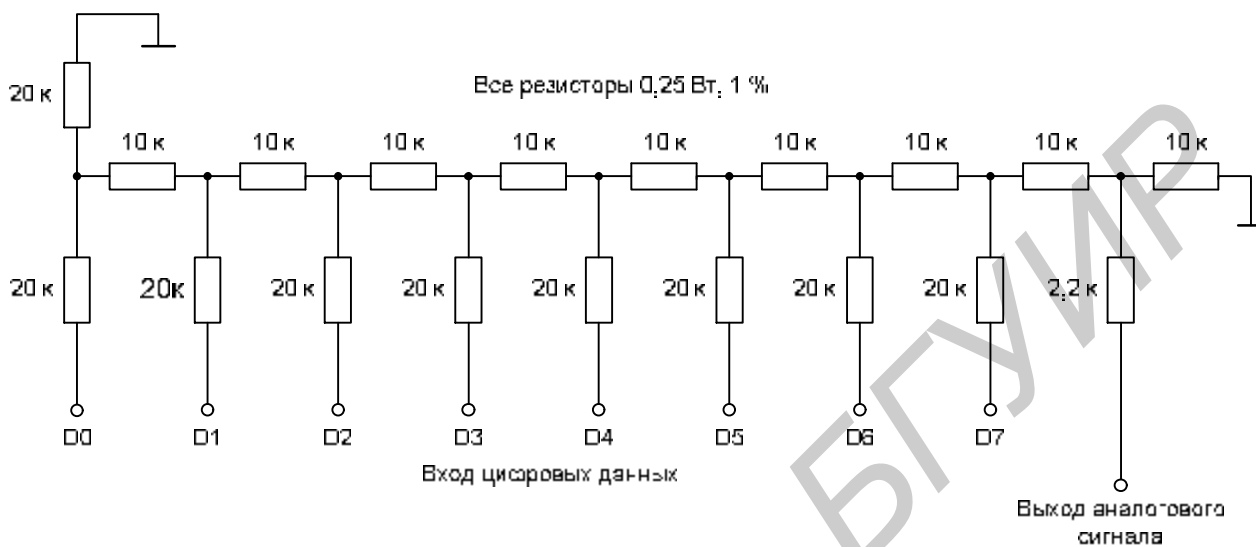 20 к
Все резисторы 0,25 Вт, 1 %
10 к 10 к 10 к 10 к 10 к 10 к 10 к 10 к 10 к
20 к 20к 20 к 20 к 20 к 20 к 20 к 20 к 2,2 к
D0 D1 D2 D3 D4 D5 D6 D7
Вход цифровых данных
Выход аналогового
сигнала
БГУИР